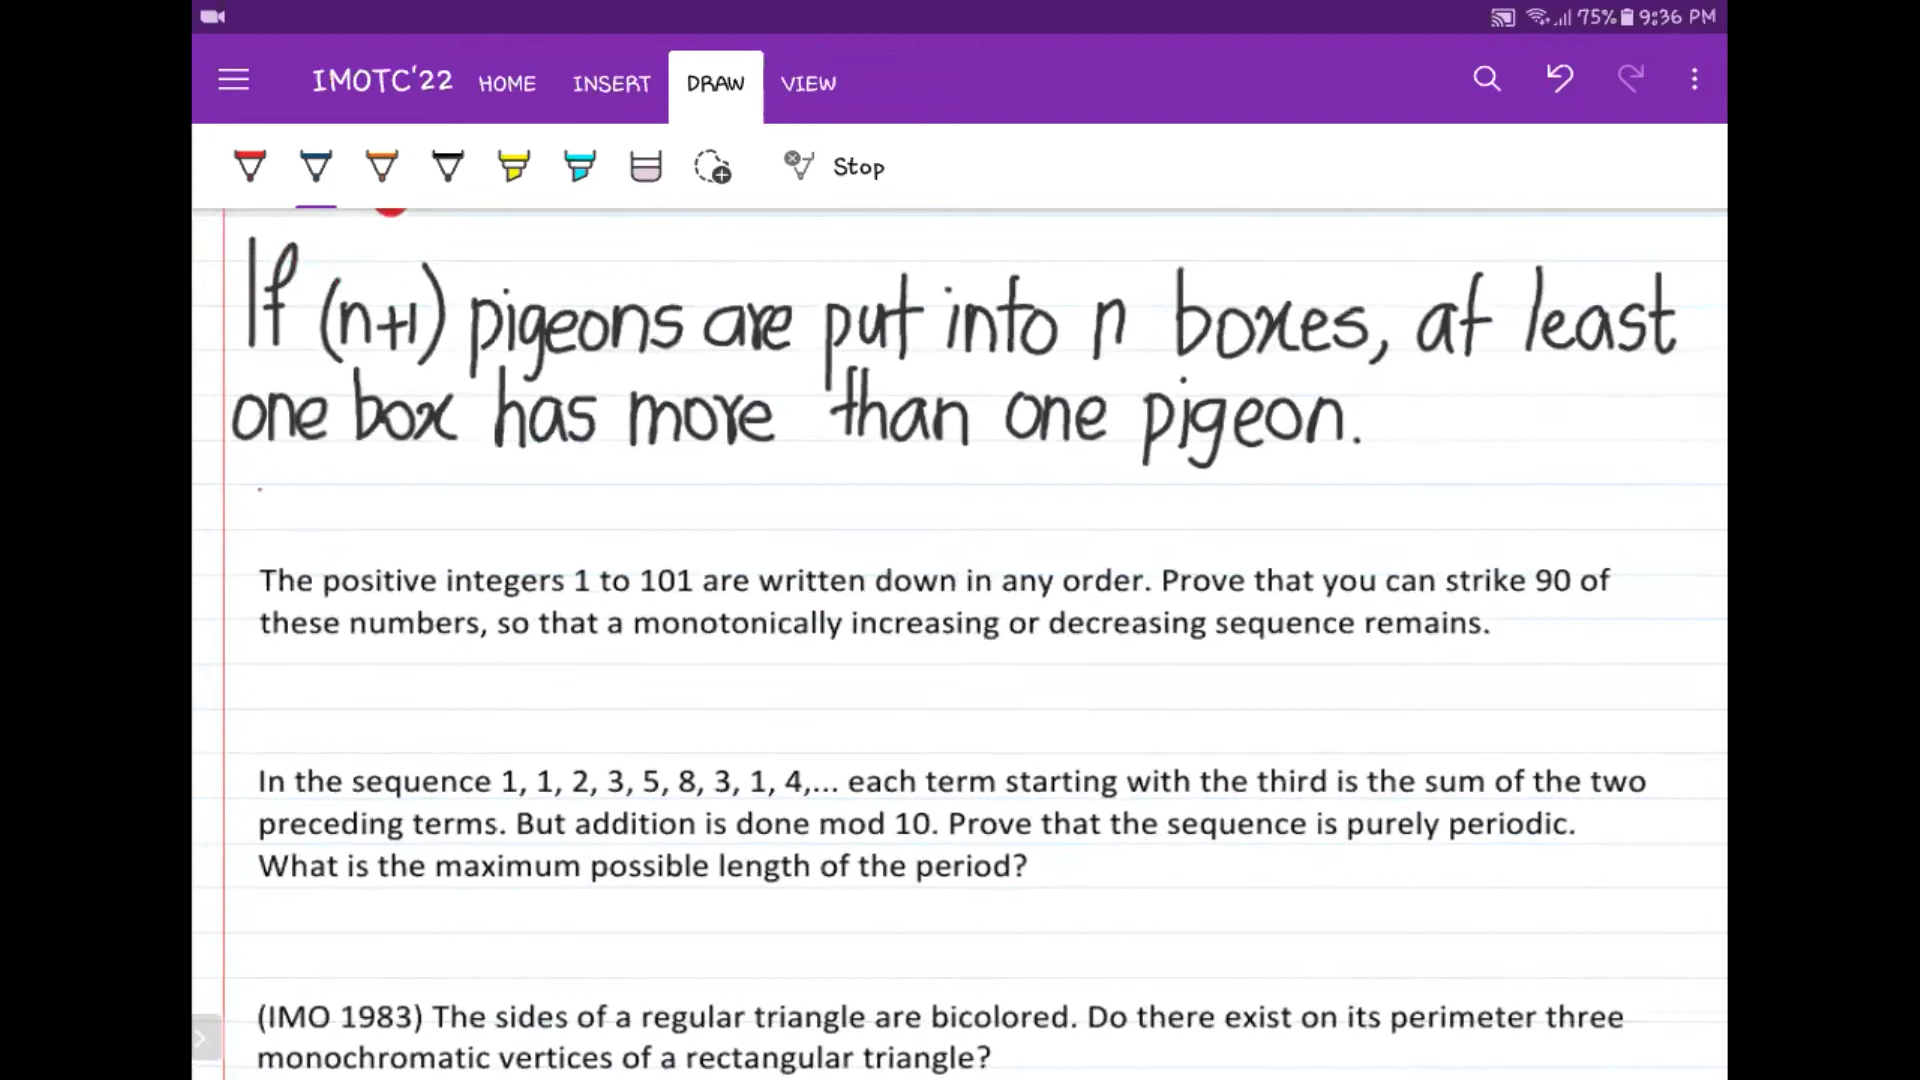 75% 9:36 PM
IMOTC'22 HOME INSERT DRAW VIEW
Stop
If (n+1) pigeons are put into n boxes, at least
one box has more than one pigeon.
The positive integers 1 to 101 are written down in any order. Prove that you can strike 90 of
these numbers, so that a monotonically increasing or decreasing sequence remains.
In the sequence 1, 1, 2, 3, 5, 8, 3, 1, 4,... each term starting with the third is the sum of the two
preceding terms. But addition is done mod 10. Prove that the sequence is purely periodic.
What is the maximum possible length of the period?
(IMO 1983) The sides of a regular triangle are bicolored. Do there exist on its perimeter three
monochromatic vertices of a rectangular triangle?